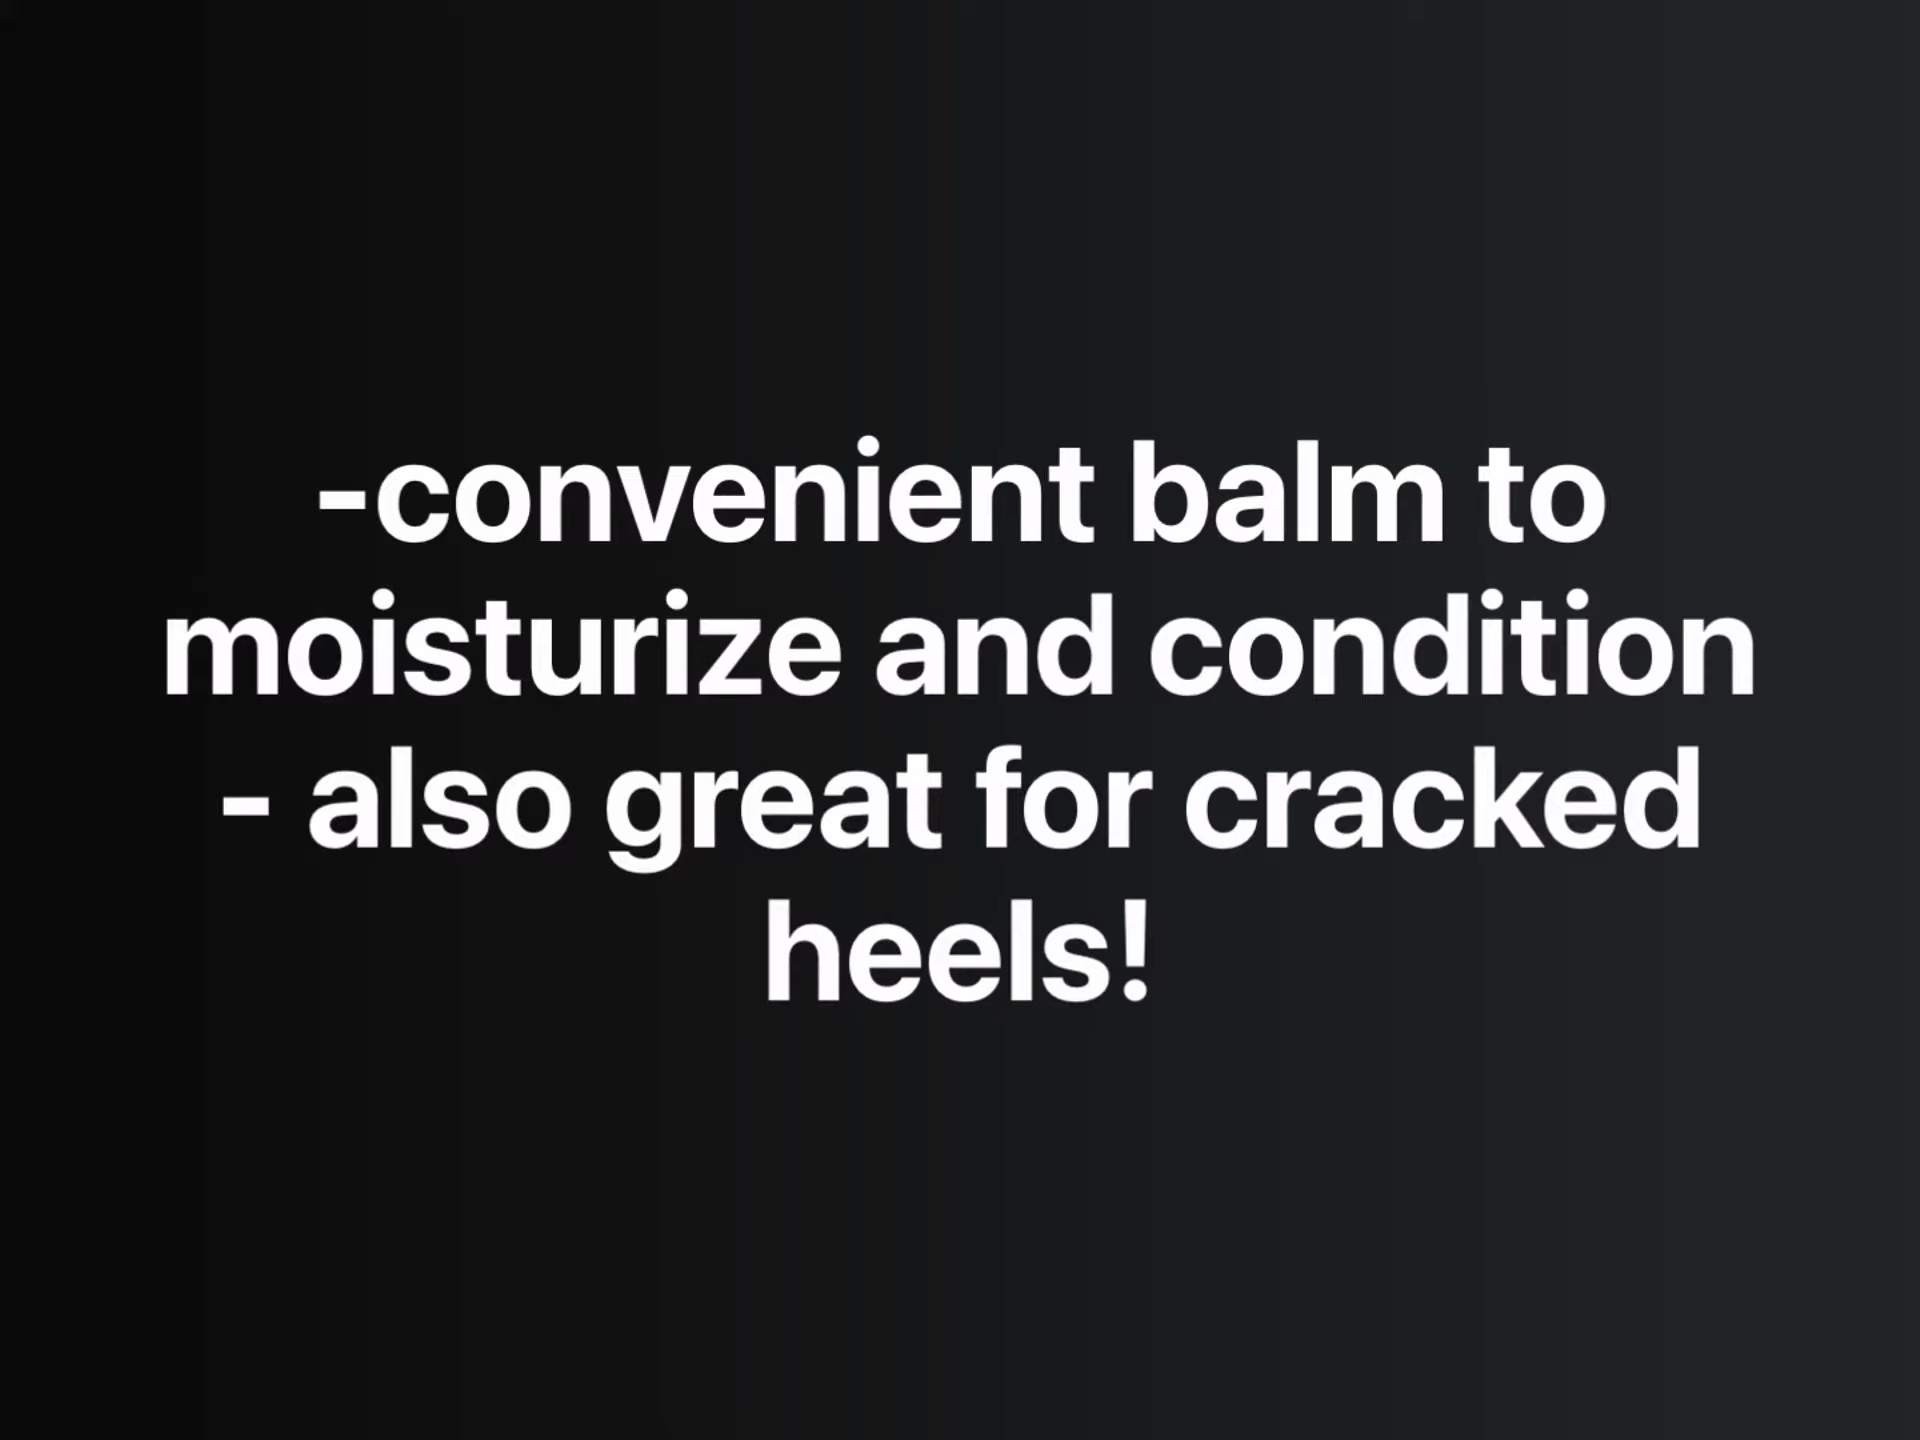 -convenient balm to
moisturize and condition
- also great for cracked
heels!